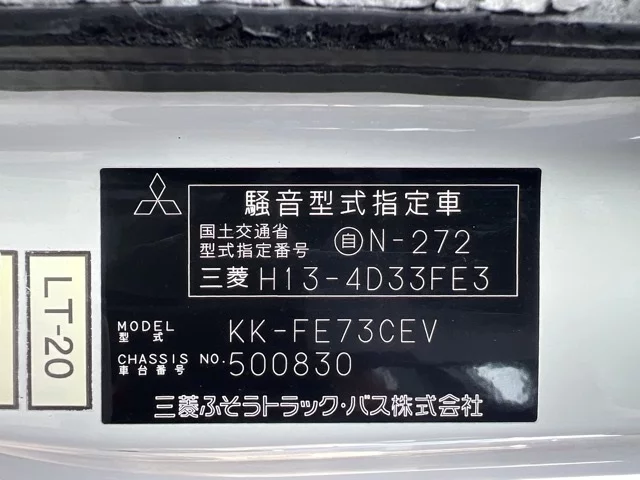 騒音型式指定車
国土交通省
型式指定番号 自N-272
三菱 H13-4D33FE3
MODEL
型式 KK-FE73CEV
CHASSIS NO.
車台番号 500830
三菱ふそうトラック・バス株式会社
LT-20